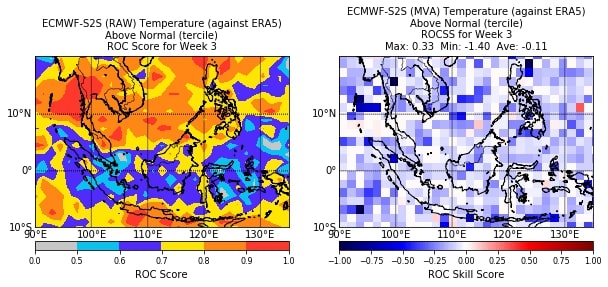 ECMWF-S2S (RAW) Temperature (against ERA5)
Above Normal (tercile)
ROC Score for Week 3
10°N
0°
10°S
90°E 100°E 110°E 120°E 130°E
0.0 0.5 0.6 0.7 0.8 0.9 1.0
ROC Score
ECMWF-S2S (MVA) Temperature (against ERA5)
Above Normal (tercile)
ROCSS for Week 3
Max: 0.33 Min: -1.40 Ave: -0.11
10°N
0°
10°S
90°E 100°E 110°E 120°E 130°E
−1.00 −0.75 −0.50 −0.25 0.00 0.25 0.50 0.75 1.00
ROC Skill Score